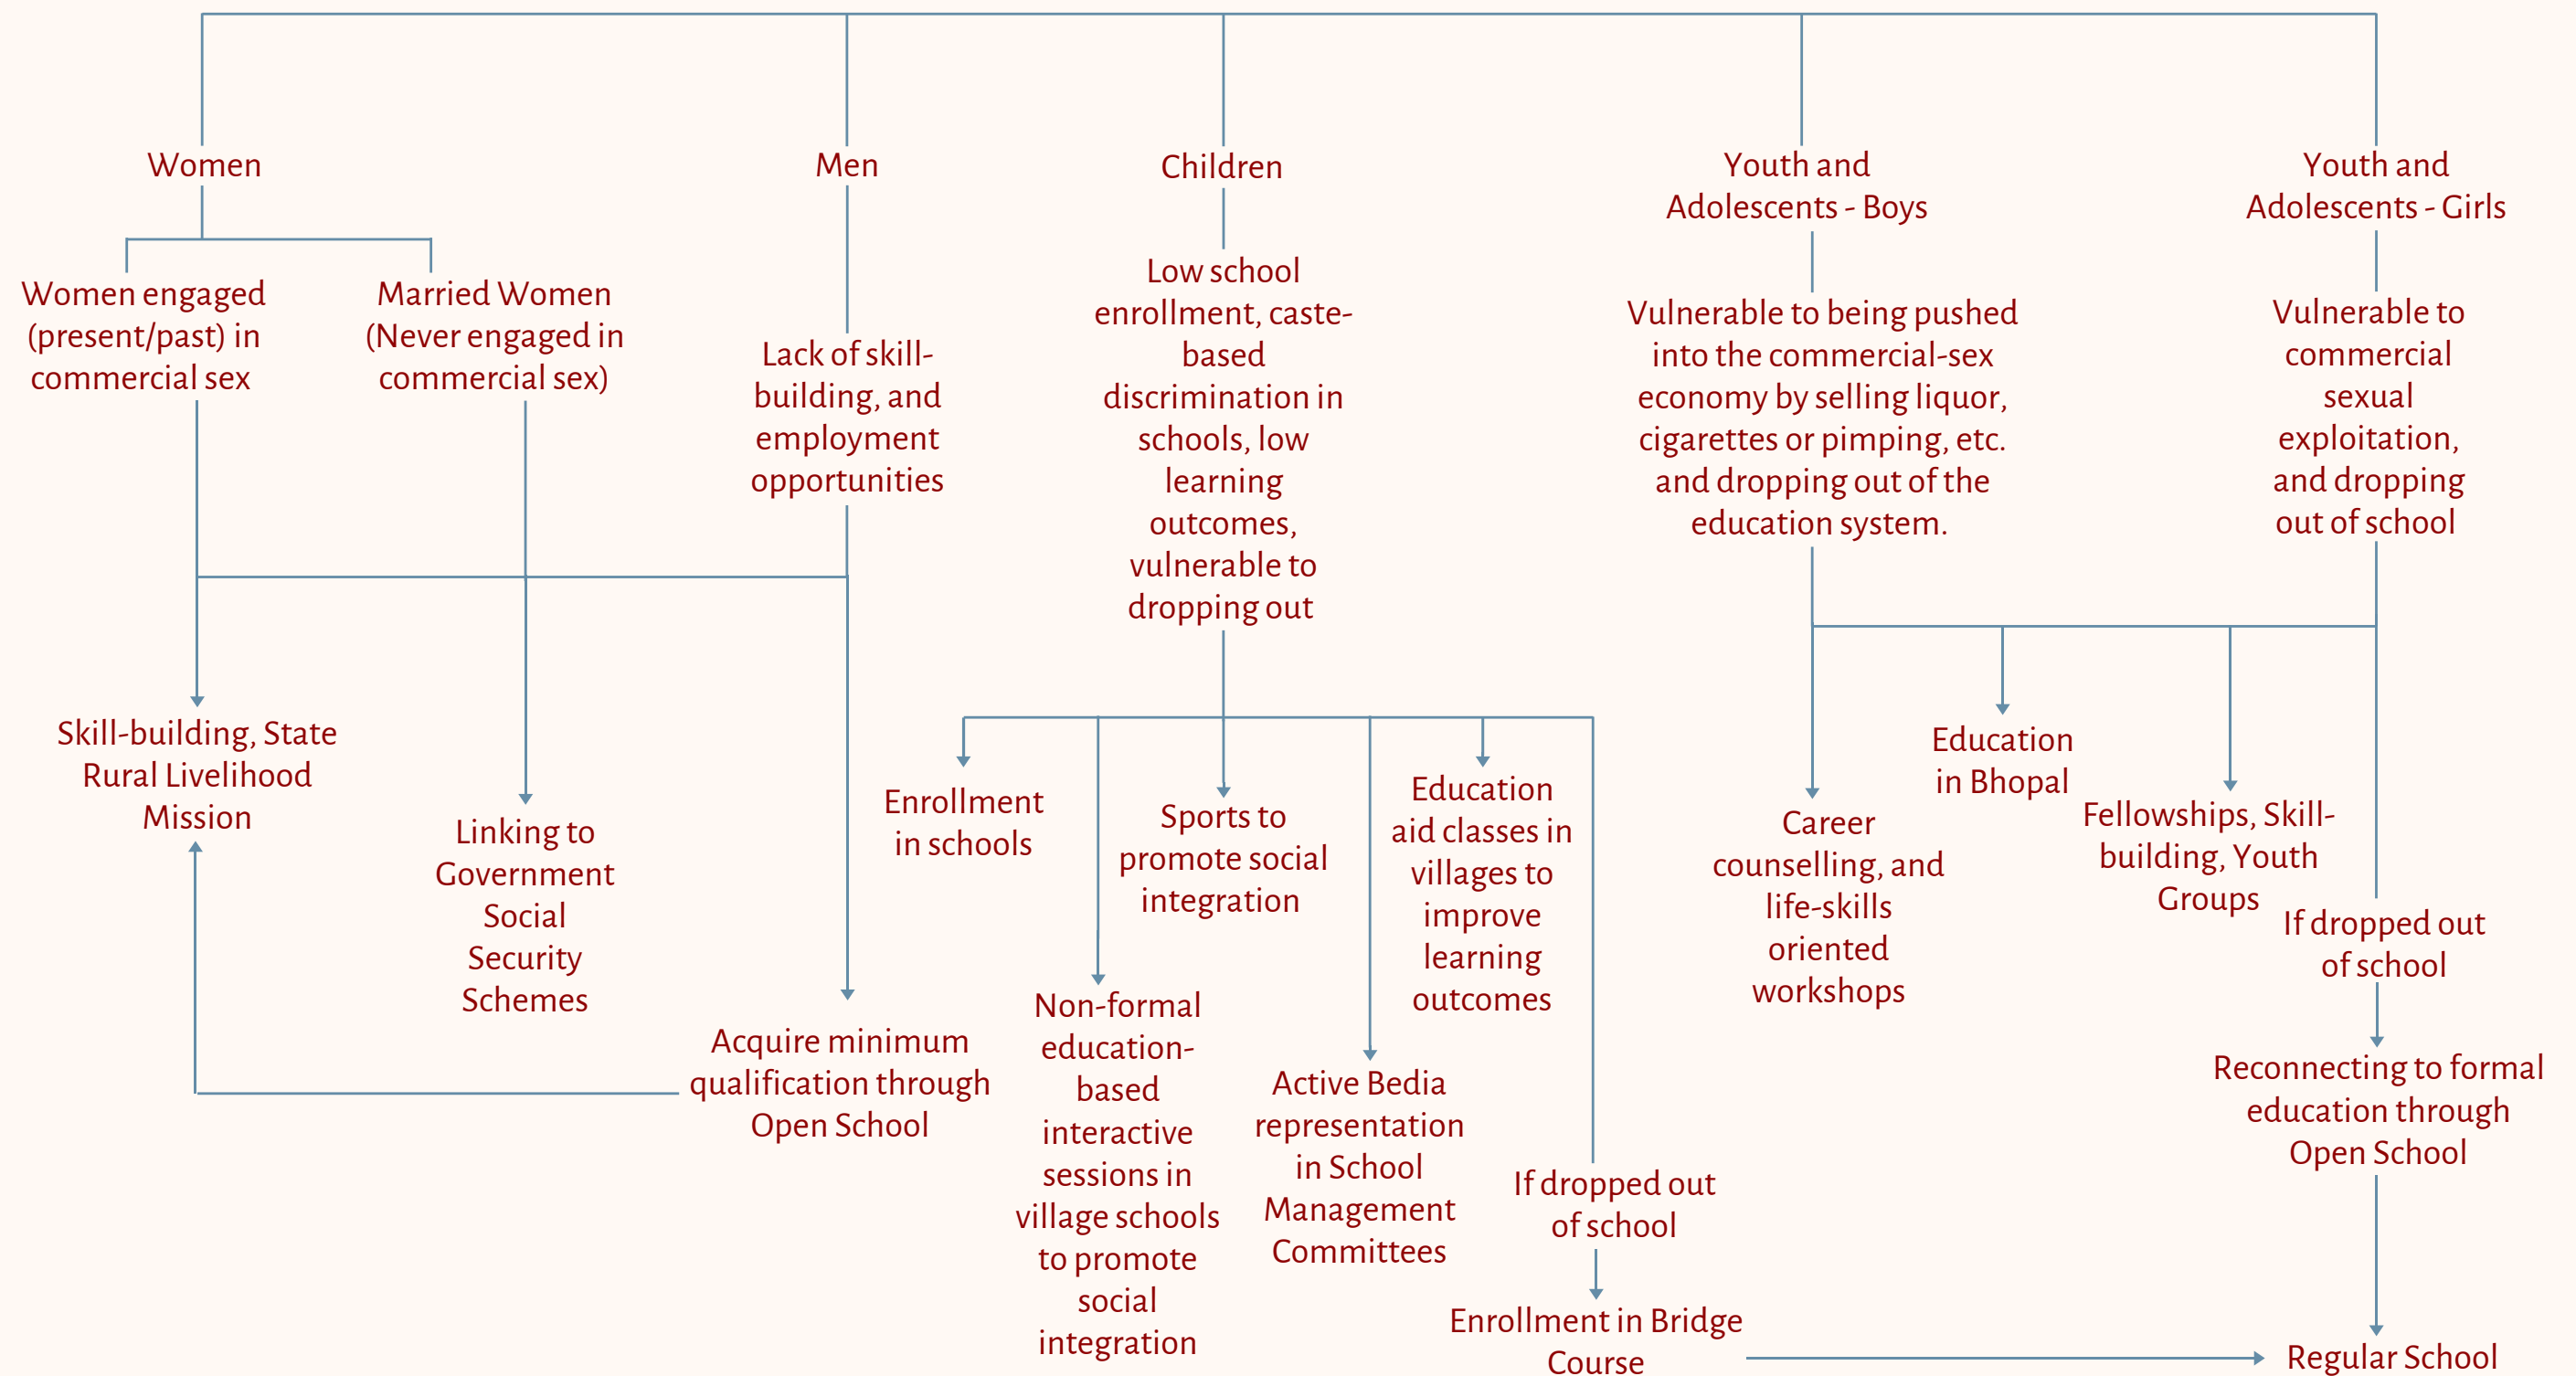 Women
Men
Children
Youth and
Adolescents - Boys
Youth and
Adolescents - Girls
Women engaged
(present/past) in
commercial sex
Married Women
(Never engaged in
commercial sex)
Lack of skill-
building, and
employment
opportunities
Low school
enrollment, caste-
based
discrimination in
schools, low
learning
outcomes,
vulnerable to
dropping out
Vulnerable to being pushed
into the commercial-sex
economy by selling liquor,
cigarettes or pimping, etc.
and dropping out of the
education system.
Vulnerable to
commercial
sexual
exploitation,
and dropping
out of school
Skill-building, State
Rural Livelihood
Mission
Linking to
Government
Social
Security
Schemes
Acquire minimum
qualification through
Open School
Enrollment
in schools
Non-formal
education-
based
interactive
sessions in
village schools
to promote
social
integration
Sports to
promote social
integration
Active Bedia
representation
in School
Management
Committees
Education
aid classes in
villages to
improve
learning
outcomes
If dropped out
of school
Enrollment in Bridge
Course
Career
counselling, and
life-skills
oriented
workshops
Education
in Bhopal
Fellowships, Skill-
building, Youth
Groups
If dropped out
of school
Reconnecting to formal
education through
Open School
Regular School